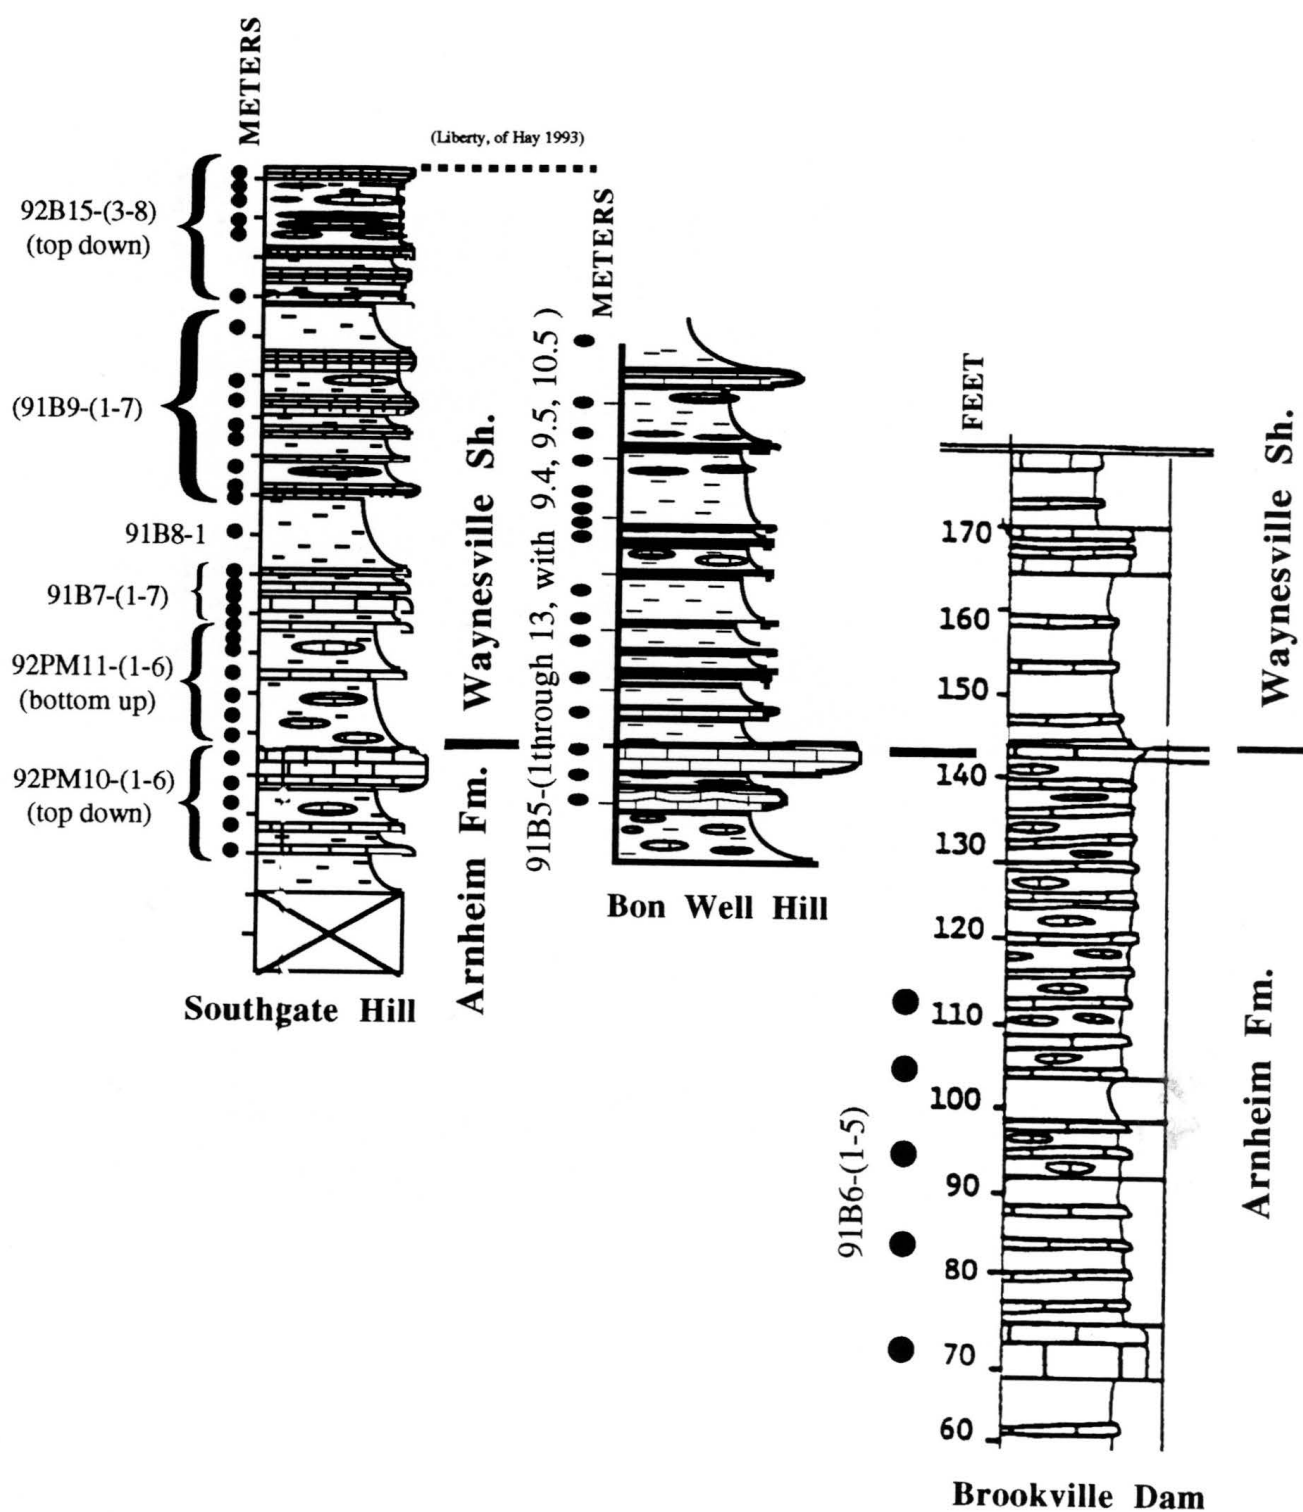 METERS
(Liberty, of Hay 1993)
92B15-(3-8)
(top down)
(91B9-(1-7)
91B8-1
91B7-(1-7)
92PM11-(1-6)
(bottom up)
92PM10-(1-6)
(top down)
Southgate Hill
Waynesville Sh.
Arnheim Fm.
METERS
91B5-(1through 13, with 9.4, 9.5, 10.5 )
Bon Well Hill
FEET
170
160
150
140
130
120
110
100
90
80
70
60
91B6-(1-5)
Waynesville Sh.
Arnheim Fm.
Brookville Dam